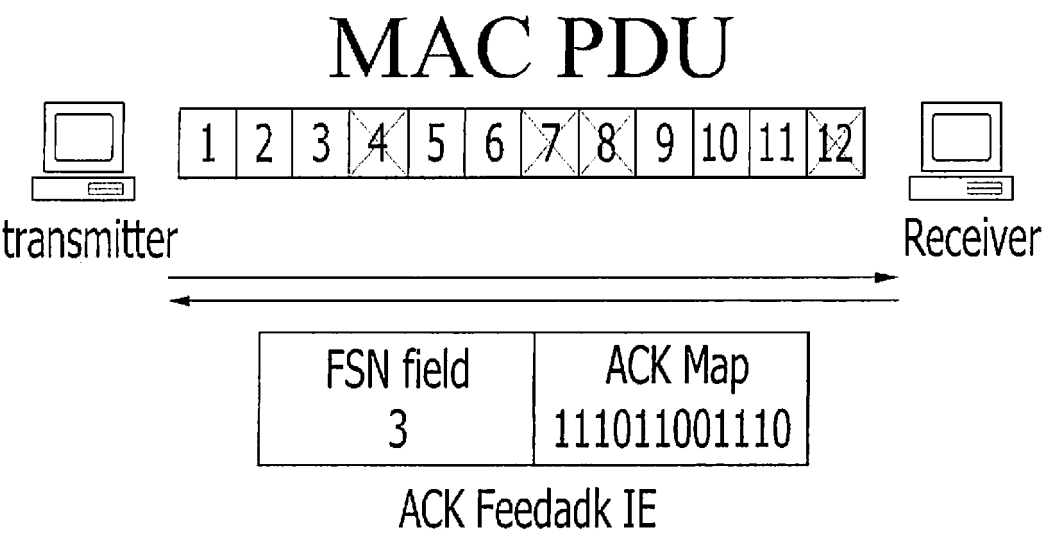 MAC PDU
1 2 3 4 5 6 7 8 9 10 11 12
transmitter
Receiver
FSN field
ACK Map
3
111011001110
ACK Feedadk IE